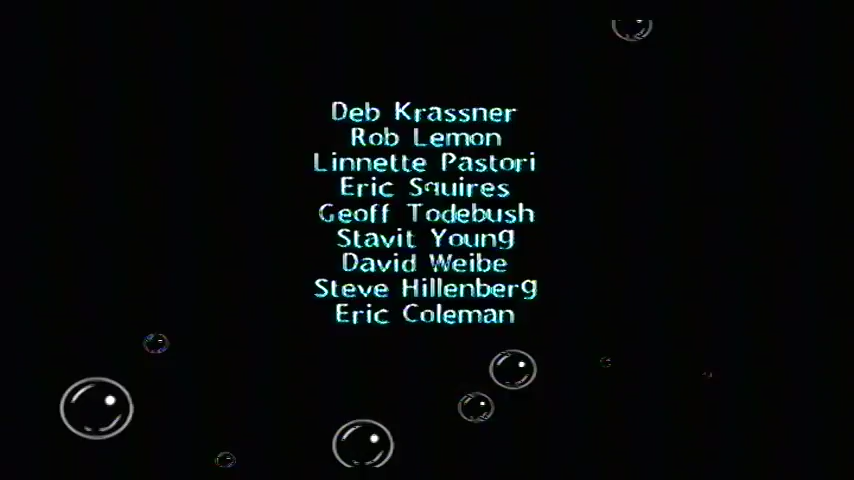 Deb Krassner
Rob Lemon
Linnette Pastori
Eric Squires
Geoff Todebush
Stavit Young
David Weibe
Steve Hillenberg
Eric Coleman